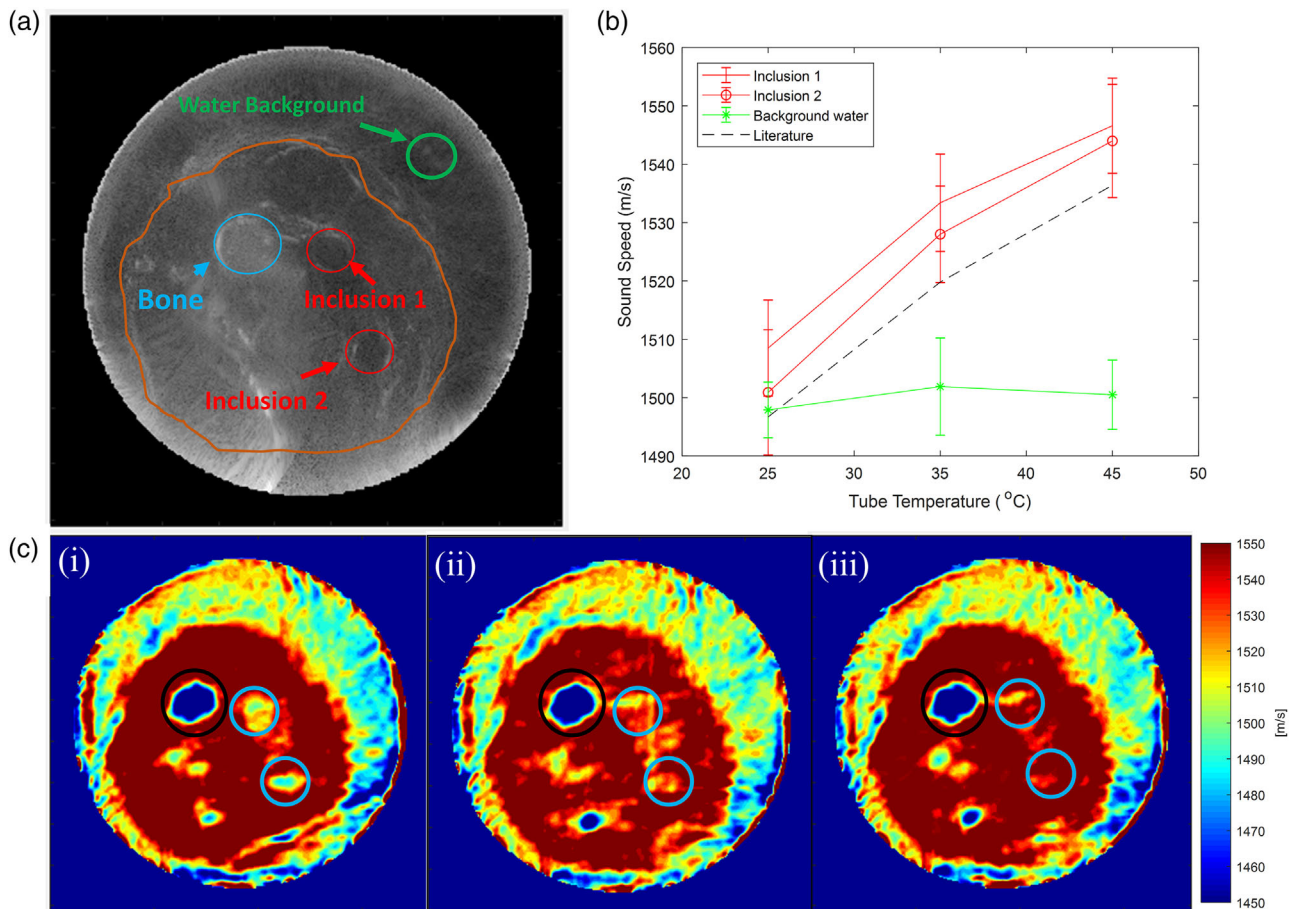 (a)
Water Background
Bone
Inclusion 1
Inclusion 2
(b)
1560
1550
1540
1530
1520
1510
1500
1490
Sound Speed (m/s)
Inclusion 1
Inclusion 2
Background water
Literature
20
25
30
35
40
45
50
Tube Temperature (°C)
(c)
(i)
(ii)
(iii)
1550
1540
1530
1520
1510
1500
1490
1480
1470
1460
1450
[m/s]